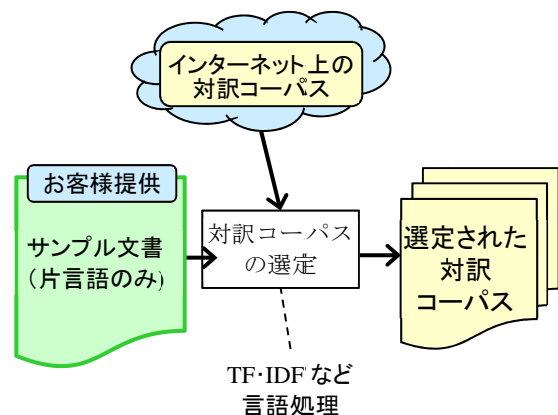 インターネット上の
対訳コーパス
お客様提供
サンプル文書
(片言語のみ)
対訳コーパス
の選定
選定された
対訳
コーパス
TF・IDFなど
言語処理